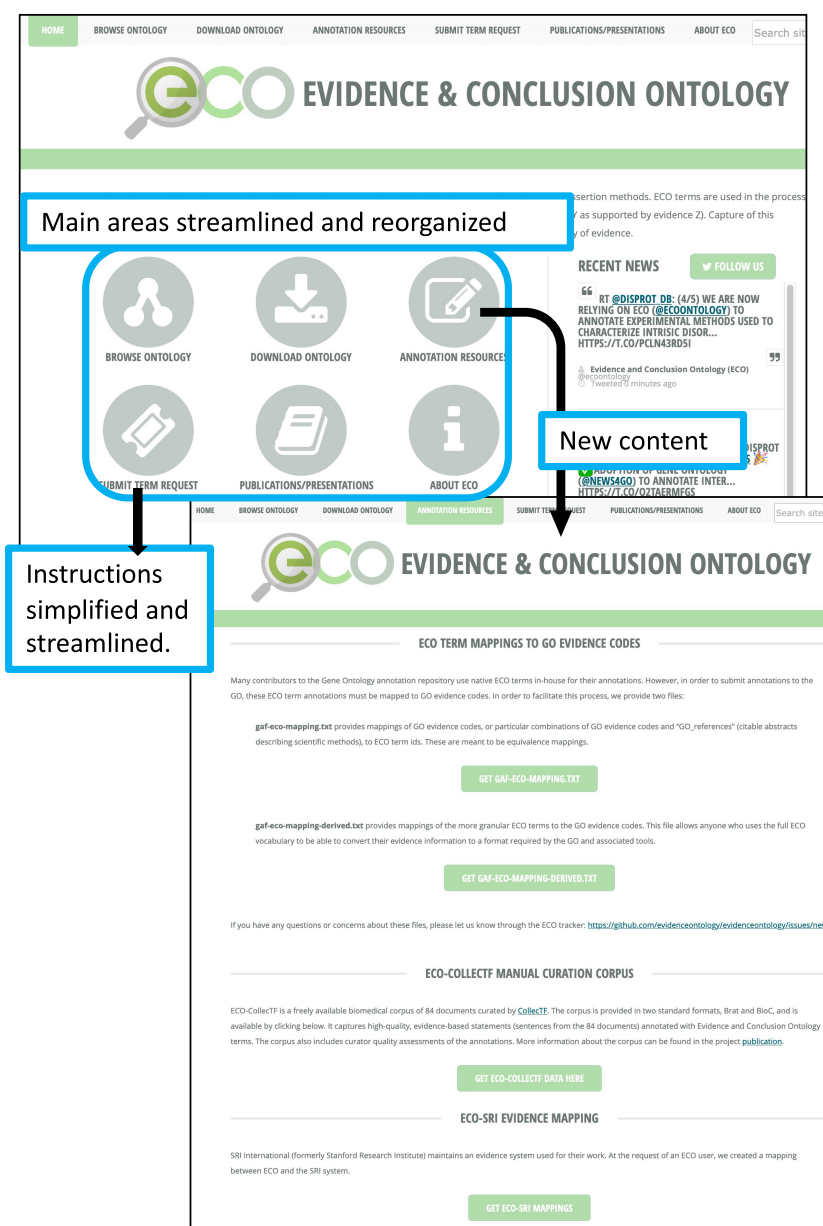 HOME BROWSE ONTOLOGY DOWNLOAD ONTOLOGY ANNOTATION RESOURCES SUBMIT TERM REQUEST PUBLICATIONS/PRESENTATIONS ABOUT ECO Search sit
eco EVIDENCE & CONCLUSION ONTOLOGY
ssertion methods. ECO terms are used in the process
Y as supported by evidence Z). Capture of this
y of evidence.
Main areas streamlined and reorganized
BROWSE ONTOLOGY DOWNLOAD ONTOLOGY ANNOTATION RESOURCES
SUBMIT TERM REQUEST PUBLICATIONS/PRESENTATIONS ABOUT ECO
RECENT NEWS FOLLOW US
RT @DISPROT_DB: (4/5) WE ARE NOW
RELYING ON ECO (@ECOONTOLOGY) TO
ANNOTATE EXPERIMENTAL METHODS USED TO
CHARACTERIZE INTRISIC DISOR...
HTTPS://T.CO/PCLN43RD5I
Evidence and Conclusion Ontology (ECO)
@ecoontology
Tweeted 0 minutes ago
New content
DISPROT
ADOPTION OF GENE ONTOLOGY
(@NEWS4GO) TO ANNOTATE INTER...
HTTPS://T.CO/O2TAERMFGS
Instructions
simplified and
streamlined.
HOME BROWSE ONTOLOGY DOWNLOAD ONTOLOGY ANNOTATION RESOURCES SUBMIT TERM REQUEST PUBLICATIONS/PRESENTATIONS ABOUT ECO Search site
eco EVIDENCE & CONCLUSION ONTOLOGY
ECO TERM MAPPINGS TO GO EVIDENCE CODES
Many contributors to the Gene Ontology annotation repository use native ECO terms in-house for their annotations. However, in order to submit annotations to the
GO, these ECO term annotations must be mapped to GO evidence codes. In order to facilitate this process, we provide two files:
gaf-eco-mapping.txt provides mappings of GO evidence codes, or particular combinations of GO evidence codes and “GO_references” (citable abstracts
describing scientific methods), to ECO term ids. These are meant to be equivalence mappings.
GET GAF-ECO-MAPPING.TXT
gaf-eco-mapping-derived.txt provides mappings of the more granular ECO terms to the GO evidence codes. This file allows anyone who uses the full ECO
vocabulary to be able to convert their evidence information to a format required by the GO and associated tools.
GET GAF-ECO-MAPPING-DERIVED.TXT
If you have any questions or concerns about these files, please let us know through the ECO tracker: https://github.com/evidenceontology/evidenceontology/issues/new
ECO-COLLECTF MANUAL CURATION CORPUS
ECO-CollecTF is a freely available biomedical corpus of 84 documents curated by CollecTF. The corpus is provided in two standard formats, Brat and BioC, and is
available by clicking below. It captures high-quality, evidence-based statements (sentences from the 84 documents) annotated with Evidence and Conclusion Ontology
terms. The corpus also includes curator quality assessments of the annotations. More information about the corpus can be found in the project publication.
GET ECO-COLLECTF DATA HERE
ECO-SRI EVIDENCE MAPPING
SRI International (formerly Stanford Research Institute) maintains an evidence system used for their work. At the request of an ECO user, we created a mapping
between ECO and the SRI system.
GET ECO-SRI MAPPINGS